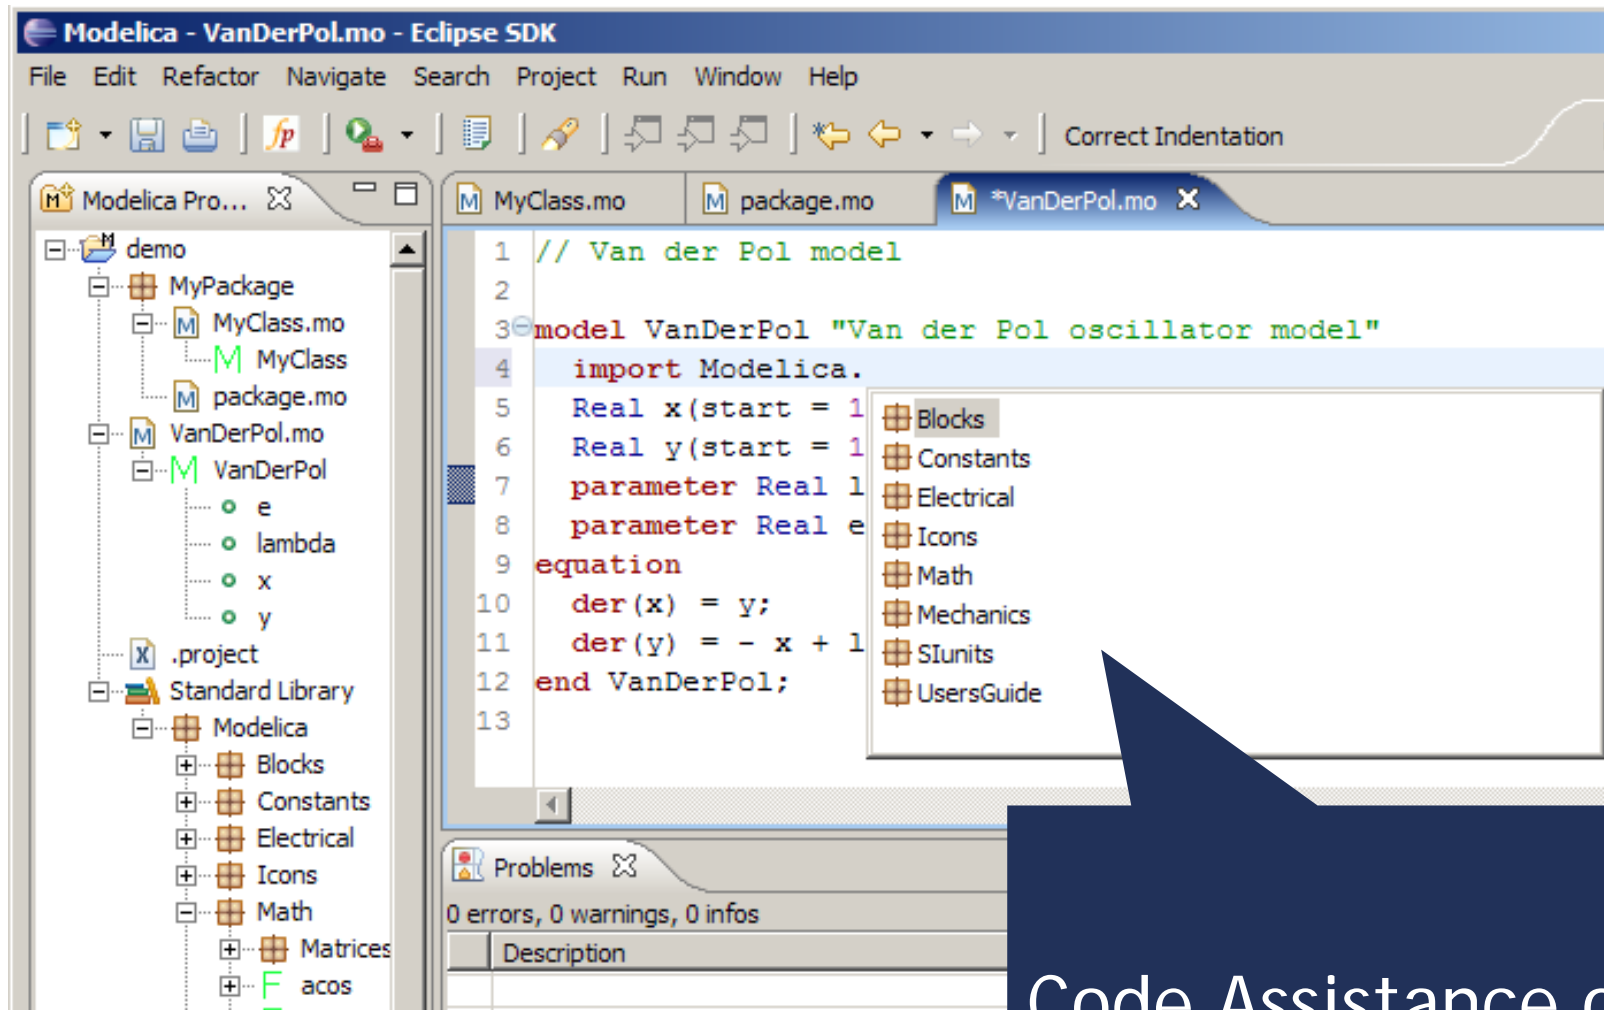 Modelica - VanDerPol.mo - Eclipse SDK
File Edit Refactor Navigate Search Project Run Window Help
fp Correct Indentation
Modelica Pro...
demo
MyPackage
MyClass.mo
MyClass
package.mo
VanDerPol.mo
VanDerPol
e
lambda
x
y
.project
Standard Library
Modelica
Blocks
Constants
Electrical
Icons
Math
Matrices
acos
MyClass.mo package.mo *VanDerPol.mo
1 // Van der Pol model
2
3 model VanDerPol "Van der Pol oscillator model"
4 import Modelica.
5 Real x(start = 1
6 Real y(start = 1
7 parameter Real l
8 parameter Real e
9 equation
10 der(x) = y;
11 der(y) = - x + l
12 end VanDerPol;
13
Blocks
Constants
Electrical
Icons
Math
Mechanics
SIunits
UsersGuide
Problems
0 errors, 0 warnings, 0 infos
Description
Code Assistance